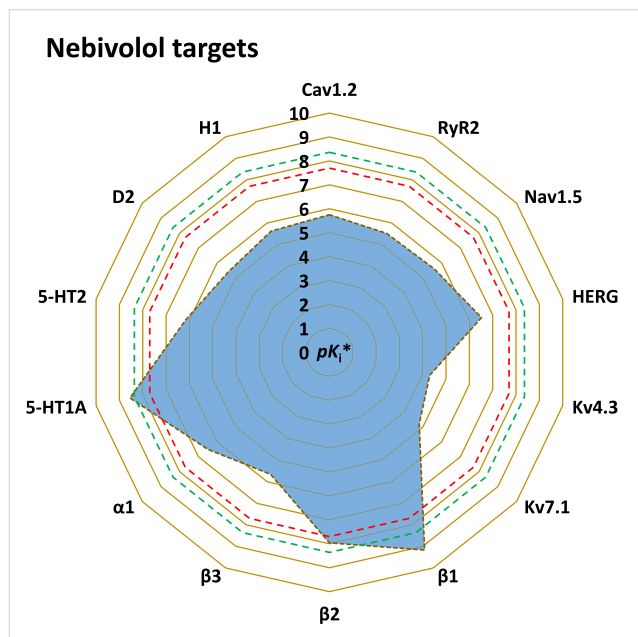 Nebivolol targets
Cav1.2
RyR2
Nav1.5
HERG
Kv4.3
Kv7.1
β1
β2
β3
α1
5-HT1A
5-HT2
D2
H1
10
9
8
7
6
5
4
3
2
1
0 pKi*